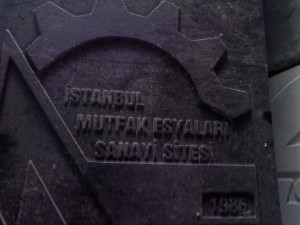 İSTANBUL
MUTFAK EŞYALARI
SANAYİ SİTESİ
1986